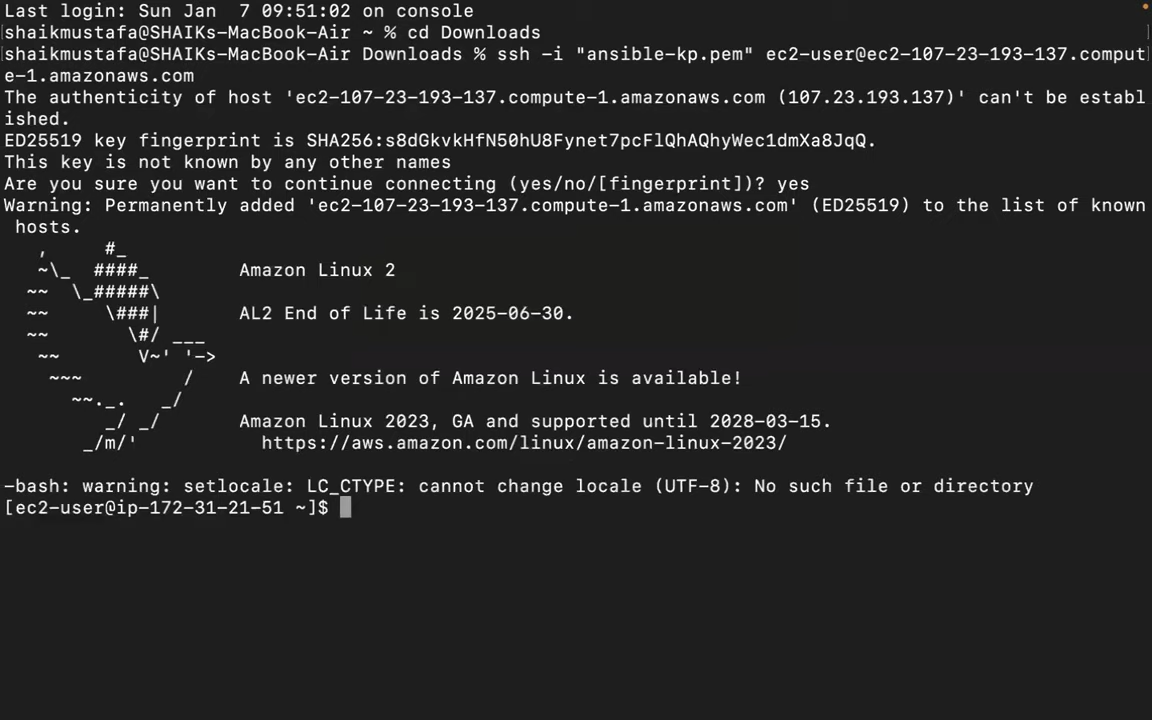 Last login: Sun Jan  7 09:51:02 on console
shaikmustafa@SHAIKs-MacBook-Air ~ % cd Downloads
shaikmustafa@SHAIKs-MacBook-Air Downloads % ssh -i "ansible-kp.pem" ec2-user@ec2-107-23-193-137.comput
e-1.amazonaws.com
The authenticity of host 'ec2-107-23-193-137.compute-1.amazonaws.com (107.23.193.137)' can't be establ
ished.
ED25519 key fingerprint is SHA256:s8dGkvkHfN50hU8Fynet7pcFlQhAQhyWec1dmXa8JqQ.
This key is not known by any other names
Are you sure you want to continue connecting (yes/no/[fingerprint])? yes
Warning: Permanently added 'ec2-107-23-193-137.compute-1.amazonaws.com' (ED25519) to the list of known
 hosts.
   ,     #_
   ~\_  ####_        Amazon Linux 2
  ~~  \_#####\
  ~~     \###|       AL2 End of Life is 2025-06-30.
  ~~       \#/ ___
   ~~       V~' '->
    ~~~         /    A newer version of Amazon Linux is available!
      ~~._.   _/
         _/ _/       Amazon Linux 2023, GA and supported until 2028-03-15.
       _/m/'           https://aws.amazon.com/linux/amazon-linux-2023/
-bash: warning: setlocale: LC_CTYPE: cannot change locale (UTF-8): No such file or directory
[ec2-user@ip-172-31-21-51 ~]$